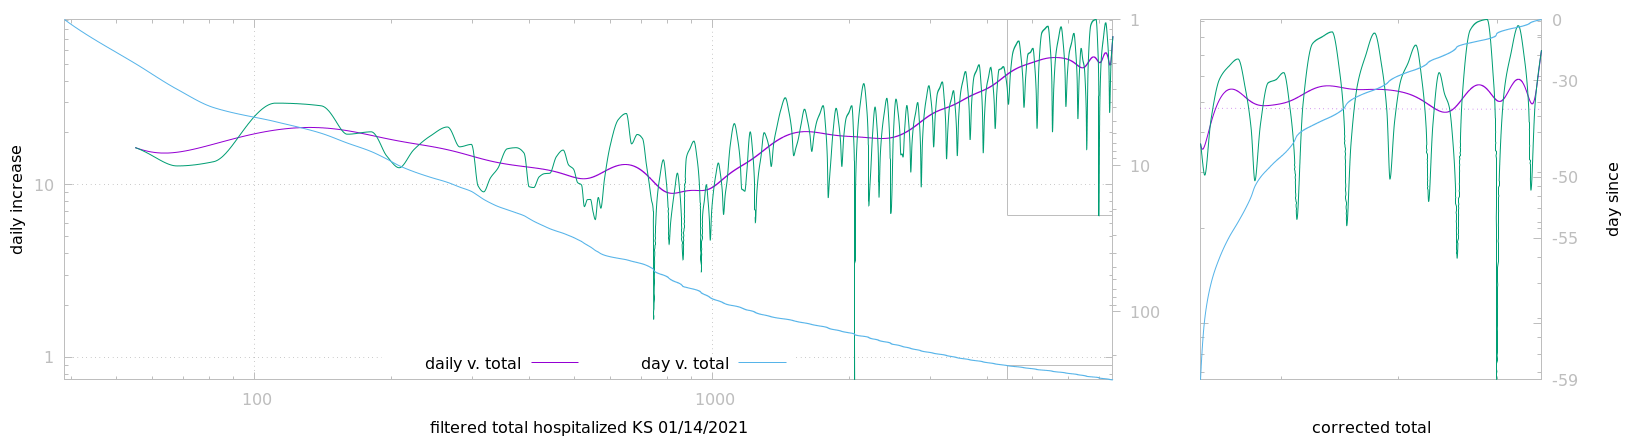 daily increase
10
1
100
1000
daily v. total
day v. total
filtered total hospitalized KS 01/14/2021
1
10
100
0
-30
-50
-55
-59
day since
corrected total